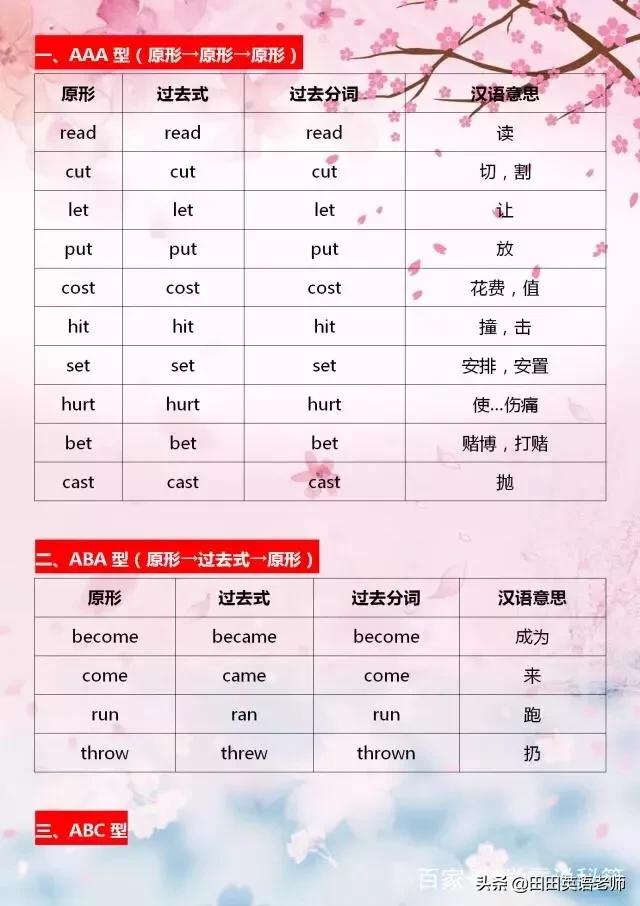 一、AAA 型（原形→原形→原形）
原形 过去式 过去分词 汉语意思
read read read 读
cut cut cut 切，割
let let let 让
put put put 放
cost cost cost 花费，值
hit hit hit 撞，击
set set set 安排，安置
hurt hurt hurt 使…伤痛
bet bet bet 赌博，打赌
cast cast cast 抛
二、ABA 型（原形→过去式→原形）
原形 过去式 过去分词 汉语意思
become became become 成为
come came come 来
run ran run 跑
throw threw thrown 扔
三、ABC 型
百家
头条 @田田英语老师